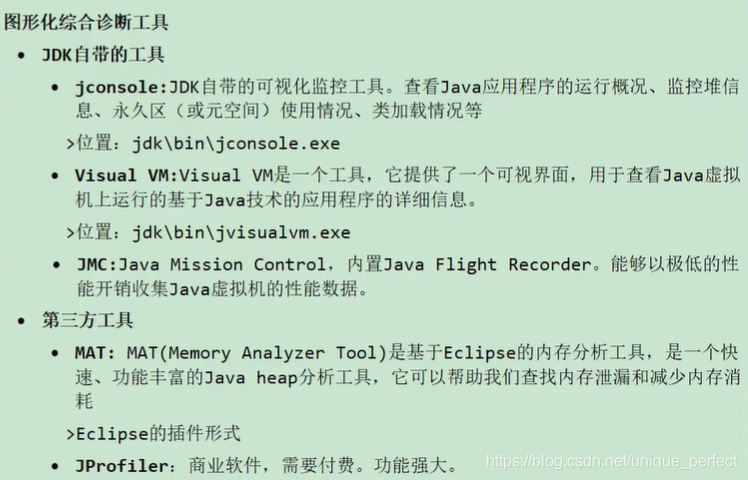 图形化综合诊断工具
• JDK自带的工具
• jconsole:JDK自带的可视化监控工具。查看Java应用程序的运行概况、监控堆信
息、永久区（或元空间）使用情况、类加载情况等
>位置：jdk\bin\jconsole.exe
• Visual VM:Visual VM是一个工具，它提供了一个可视界面，用于查看Java虚拟
机上运行的基于Java技术的应用程序的详细信息。
>位置：jdk\bin\jvisualvm.exe
• JMC:Java Mission Control，内置Java Flight Recorder。能够以极低的性
能开销收集Java虚拟机的性能数据。
• 第三方工具
• MAT: MAT(Memory Analyzer Tool)是基于Eclipse的内存分析工具，是一个快
速、功能丰富的Java heap分析工具，它可以帮助我们查找内存泄漏和减少内存消
耗
>Eclipse的插件形式
• JProfiler：商业软件，需要付费。功能强大。
https://blog.csdn.net/unique_perfect